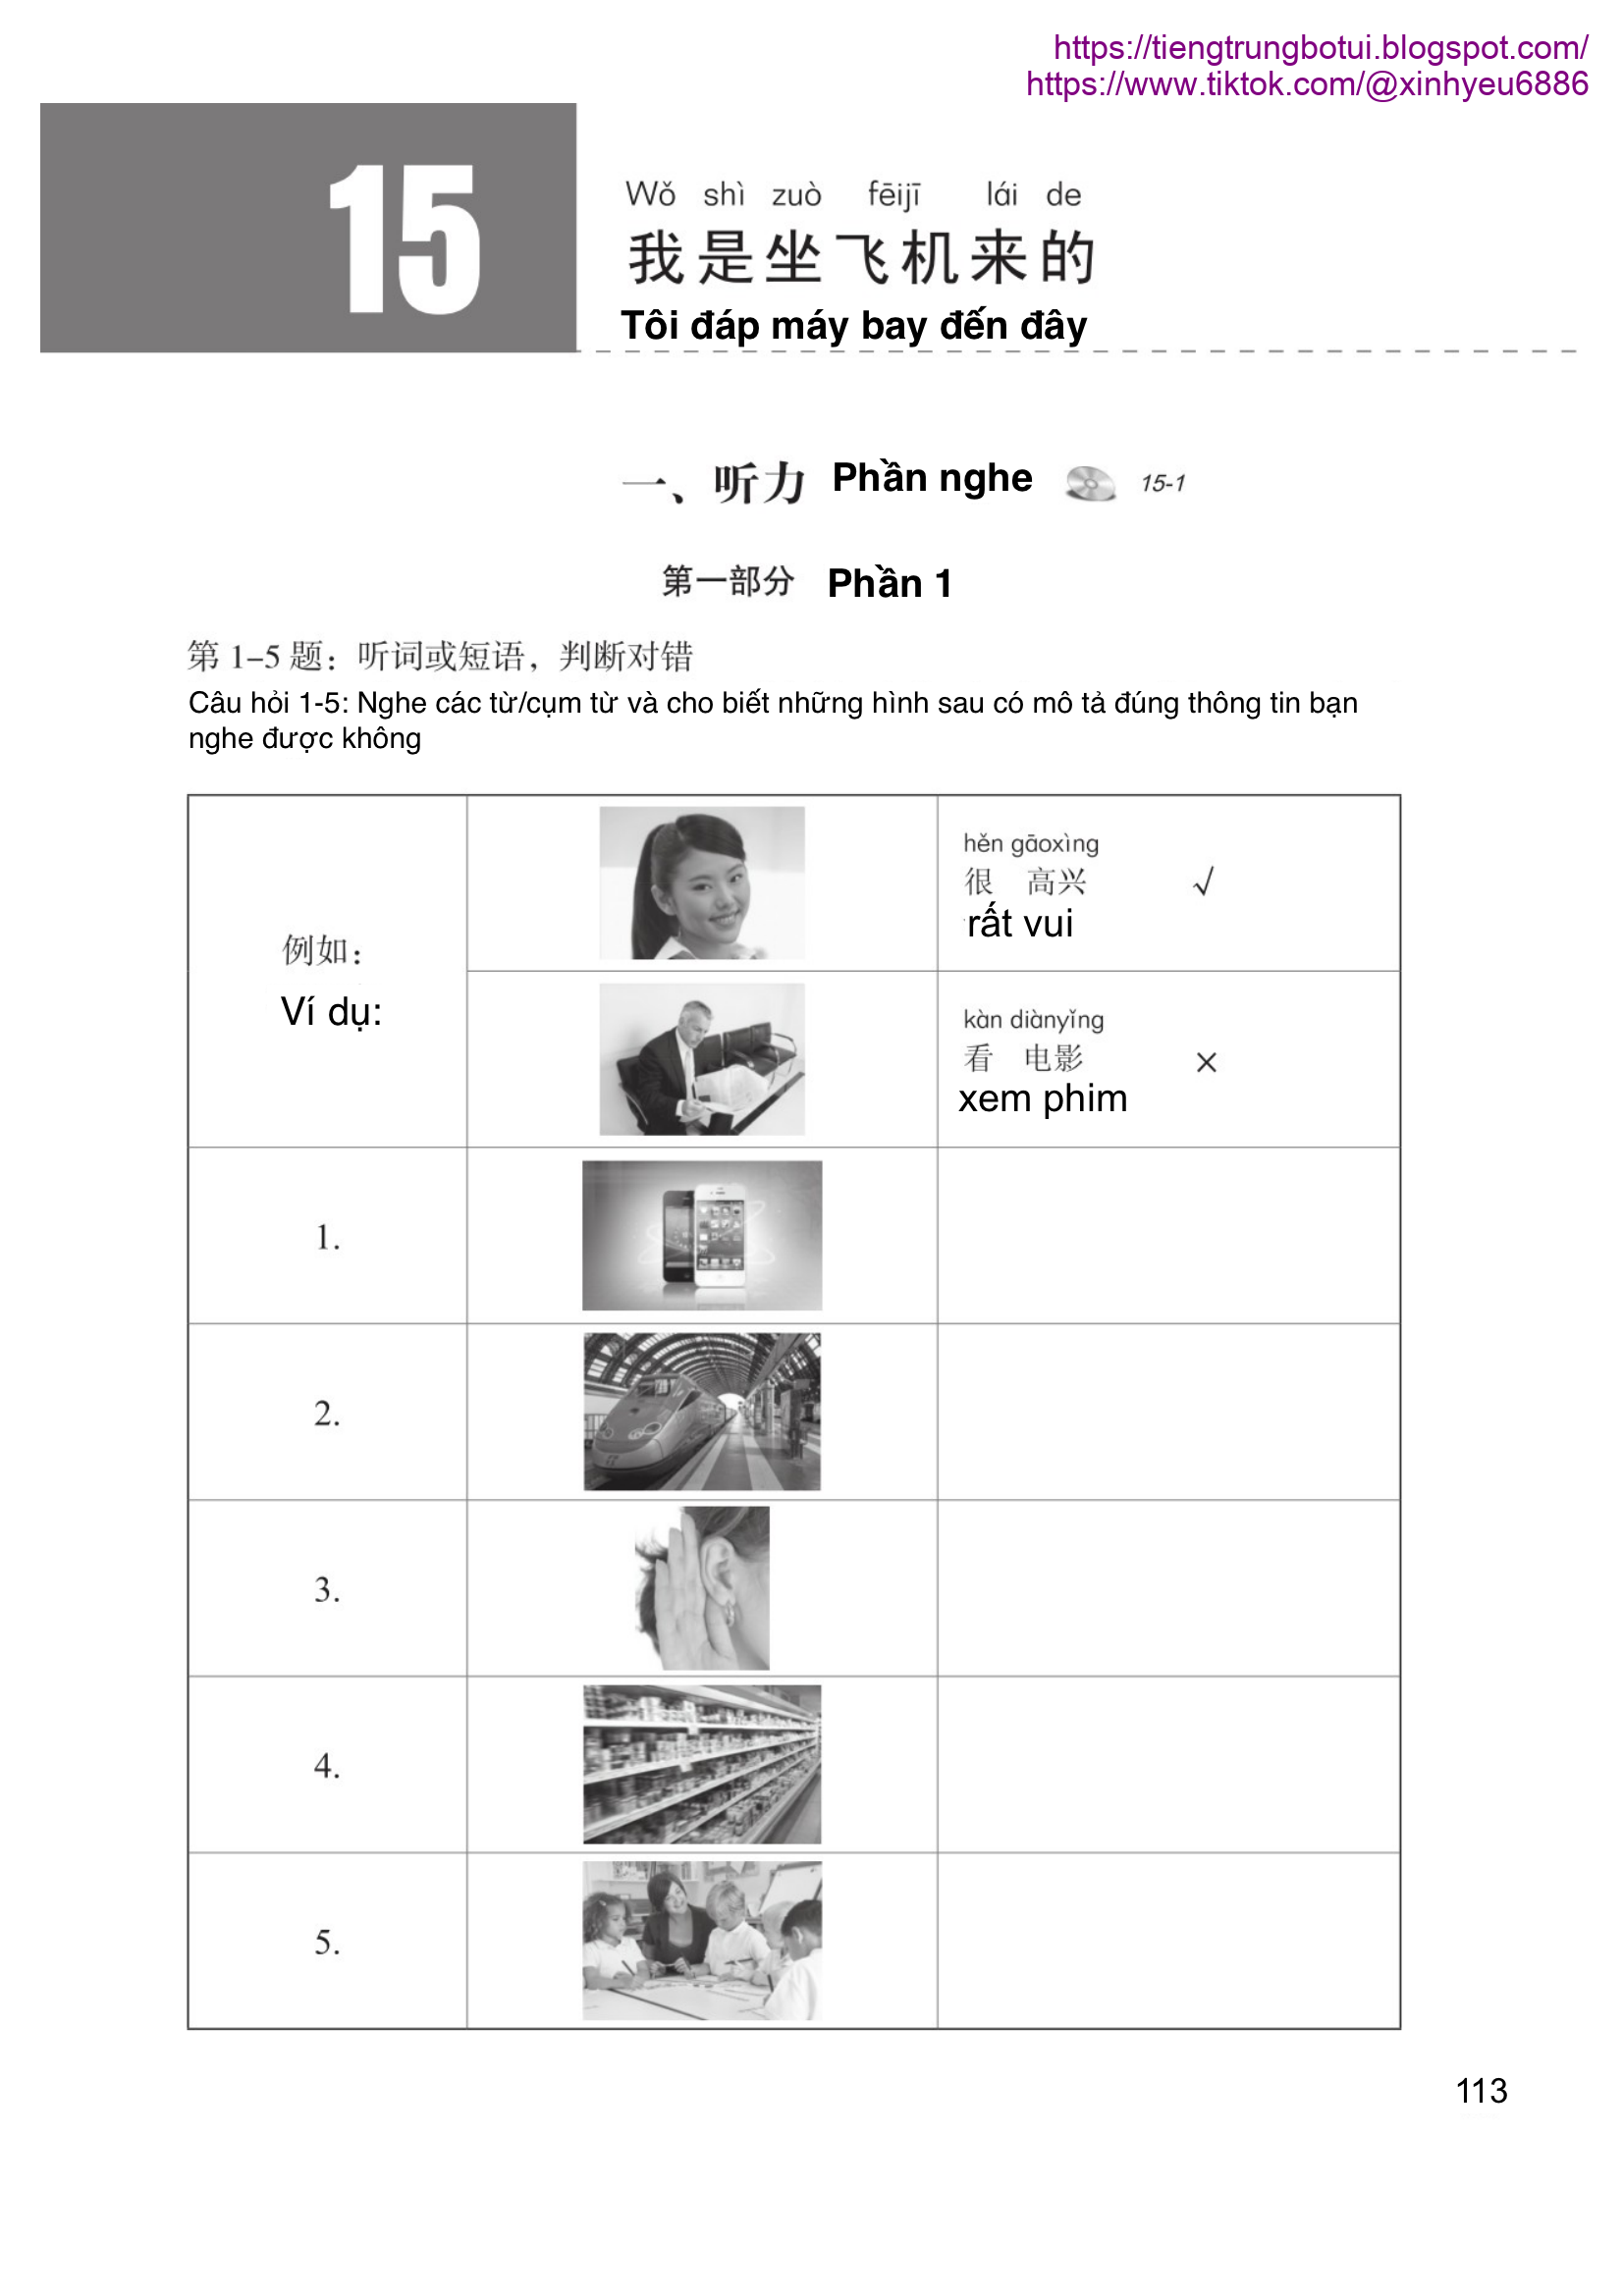 https://tiengtrungbotui.blogspot.com/
https://www.tiktok.com/@xinhyeu6886
15
Wǒ shì zuò fēijī lái de
我是坐飞机来的
Tôi đáp máy bay đến đây
一、听力 Phần nghe 15-1
第一部分 Phần 1
第 1–5 题：听词或短语，判断对错
Câu hỏi 1-5: Nghe các từ/cụm từ và cho biết những hình sau có mô tả đúng thông tin bạn
nghe được không
例如：
Ví dụ:
hěn gāoxìng
很 高兴 √
rất vui
kàn diànyǐng
看 电影 ×
xem phim
1.
2.
3.
4.
5.
113